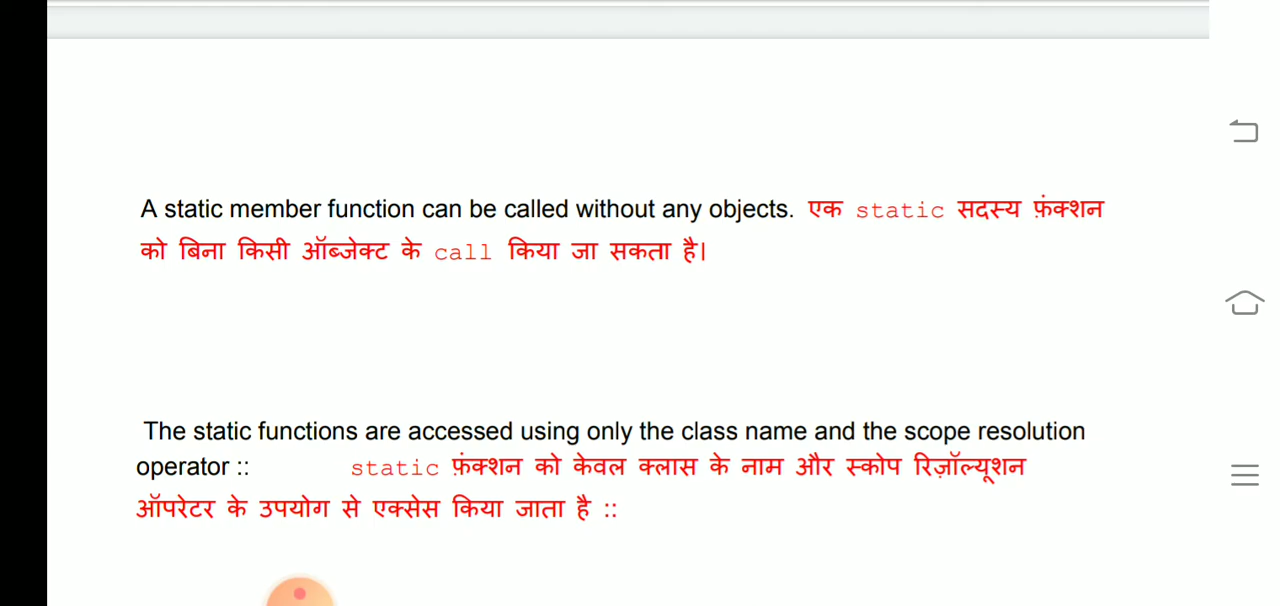 A static member function can be called without any objects. एक static सदस्य फ़ंक्शन
को बिना किसी ऑब्जेक्ट के call किया जा सकता है।
The static functions are accessed using only the class name and the scope resolution
operator :: static फ़ंक्शन को केवल क्लास के नाम और स्कोप रिज़ॉल्यूशन
ऑपरेटर के उपयोग से एक्सेस किया जाता है ::